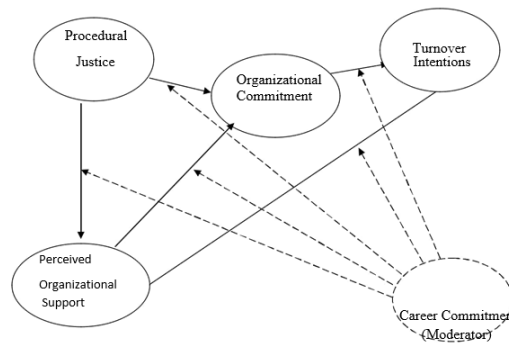 Procedural
Justice
Organizational
Commitment
Turnover
Intentions
Perceived
Organizational
Support
Career Commitmen
(Moderator)